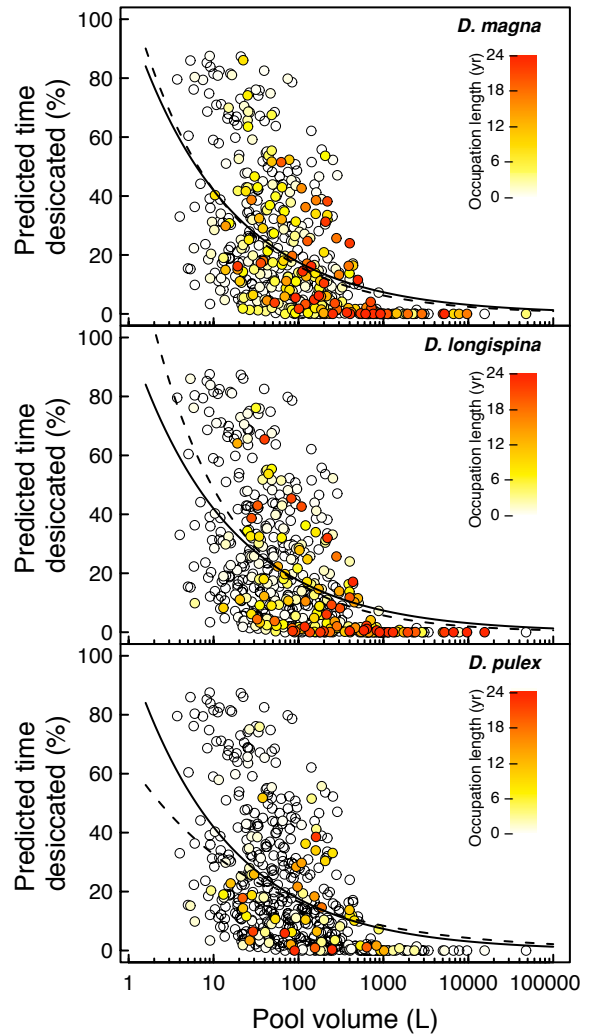 D. magna
100
80
60
40
20
0
Predicted time
desiccated (%)
Occupation length (yr)
24
18
12
6
0
D. longispina
100
80
60
40
20
0
Predicted time
desiccated (%)
Occupation length (yr)
24
18
12
6
0
D. pulex
100
80
60
40
20
0
Predicted time
desiccated (%)
Occupation length (yr)
24
18
12
6
0
1 10 100 1000 10000 100000
Pool volume (L)